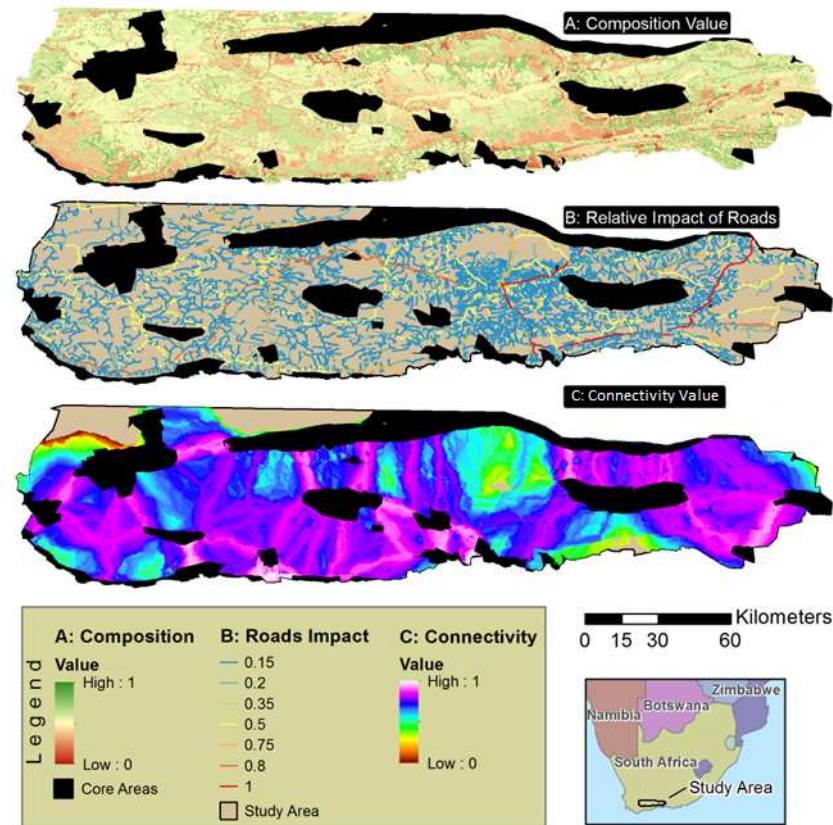 A: Composition Value
B: Relative Impact of Roads
C: Connectivity Value
Legend
A: Composition
Value
High : 1
Low : 0
Core Areas
B: Roads Impact
0.15
0.2
0.35
0.5
0.75
0.8
1
Study Area
C: Connectivity
Value
High : 1
Low : 0
Kilometers
0 15 30 60
Zimbabwe
Botswana
Namibia
South Africa
Study Area